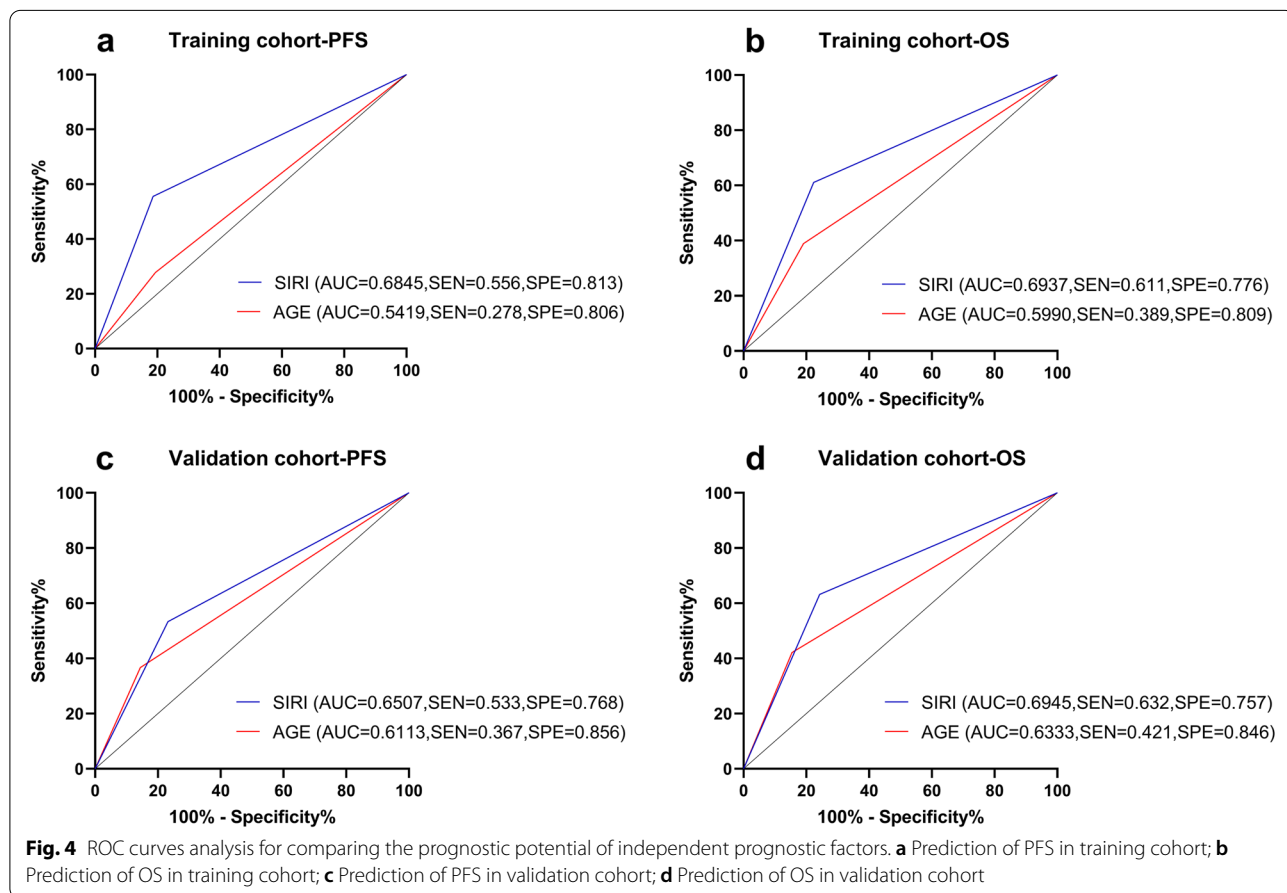 a Training cohort-PFS
100
80
60
40
20
0
Sensitivity%
SIRI (AUC=0.6845,SEN=0.556,SPE=0.813)
AGE (AUC=0.5419,SEN=0.278,SPE=0.806)
0 20 40 60 80 100
100% - Specificity%
b Training cohort-OS
100
80
60
40
20
0
Sensitivity%
SIRI (AUC=0.6937,SEN=0.611,SPE=0.776)
AGE (AUC=0.5990,SEN=0.389,SPE=0.809)
0 20 40 60 80 100
100% - Specificity%
c Validation cohort-PFS
100
80
60
40
20
0
Sensitivity%
SIRI (AUC=0.6507,SEN=0.533,SPE=0.768)
AGE (AUC=0.6113,SEN=0.367,SPE=0.856)
0 20 40 60 80 100
100% - Specificity%
d Validation cohort-OS
100
80
60
40
20
0
Sensitivity%
SIRI (AUC=0.6945,SEN=0.632,SPE=0.757)
AGE (AUC=0.6333,SEN=0.421,SPE=0.846)
0 20 40 60 80 100
100% - Specificity%
Fig. 4 ROC curves analysis for comparing the prognostic potential of independent prognostic factors. a Prediction of PFS in training cohort; b
Prediction of OS in training cohort; c Prediction of PFS in validation cohort; d Prediction of OS in validation cohort